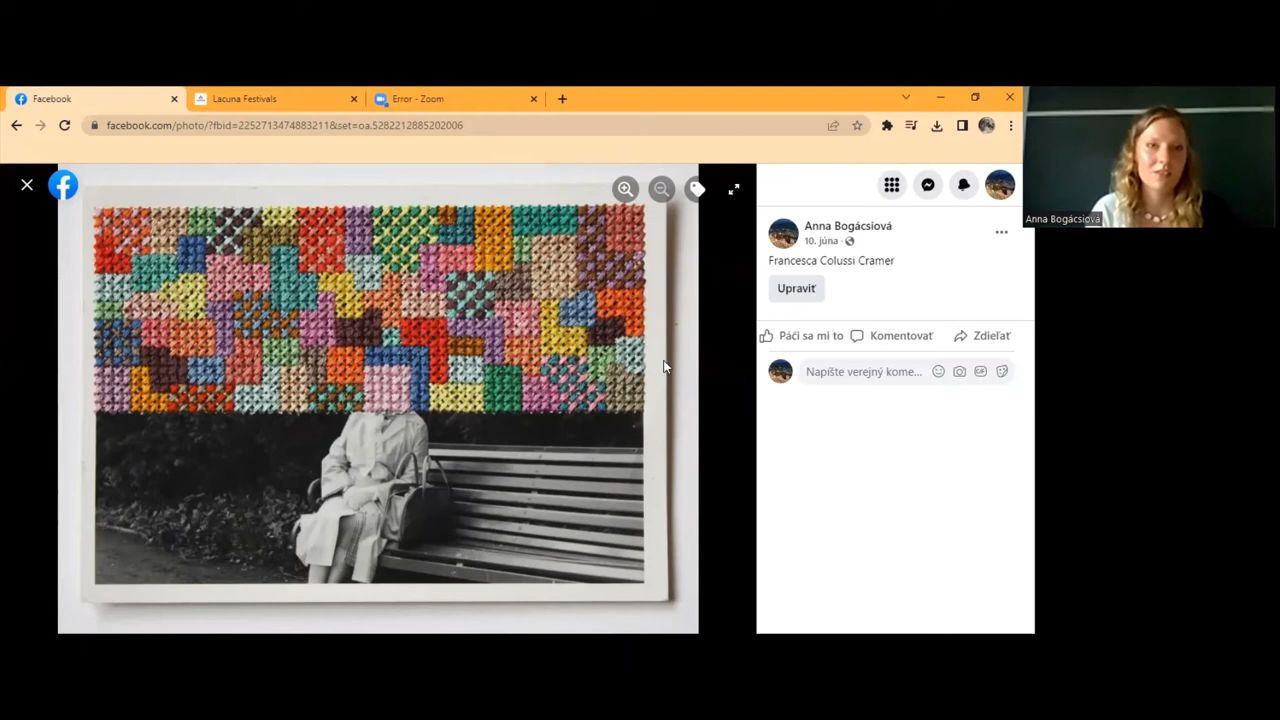 Facebook
Lacuna Festivals
Error - Zoom
facebook.com/photo/?fbid=2252713474883211&set=oa.5282212885202006
Anna Bogácsiová
10. júna ·
Francesca Colussi Cramer
Upraviť
Páči sa mi to
Komentovať
Zdieľať
Napíšte verejný kome...
GIF
Anna Bogácsiová